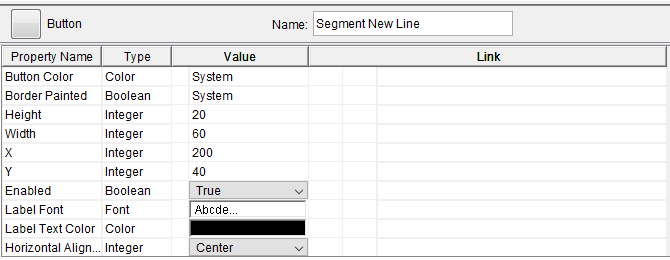 Button Name: Segment New Line
Property Name Type Value Link
Button Color Color System
Border Painted Boolean System
Height Integer 20
Width Integer 60
X Integer 200
Y Integer 40
Enabled Boolean True
Label Font Font Abcde...
Label Text Color Color
Horizontal Align... Integer Center